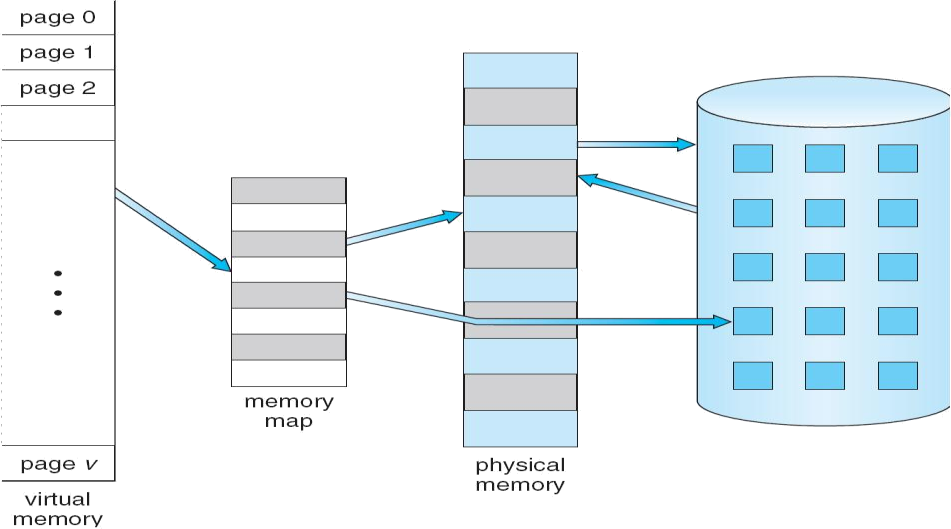 page 0
page 1
page 2
page v
virtual
memory
memory
map
physical
memory